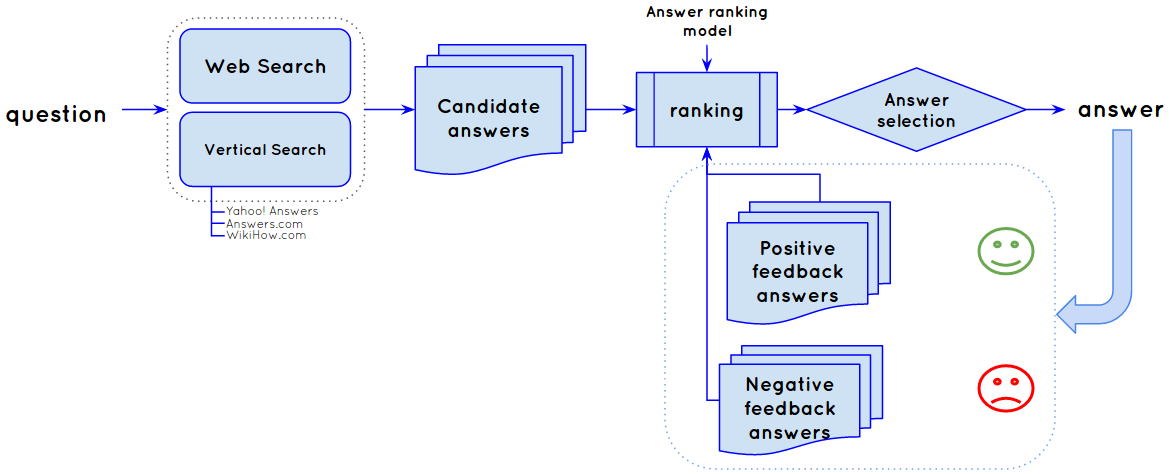 question
Web Search
Vertical Search
Yahoo! Answers
Answers.com
WikiHow.com
Candidate
answers
Answer ranking
model
ranking
Answer
selection
answer
Positive
feedback
answers
Negative
feedback
answers